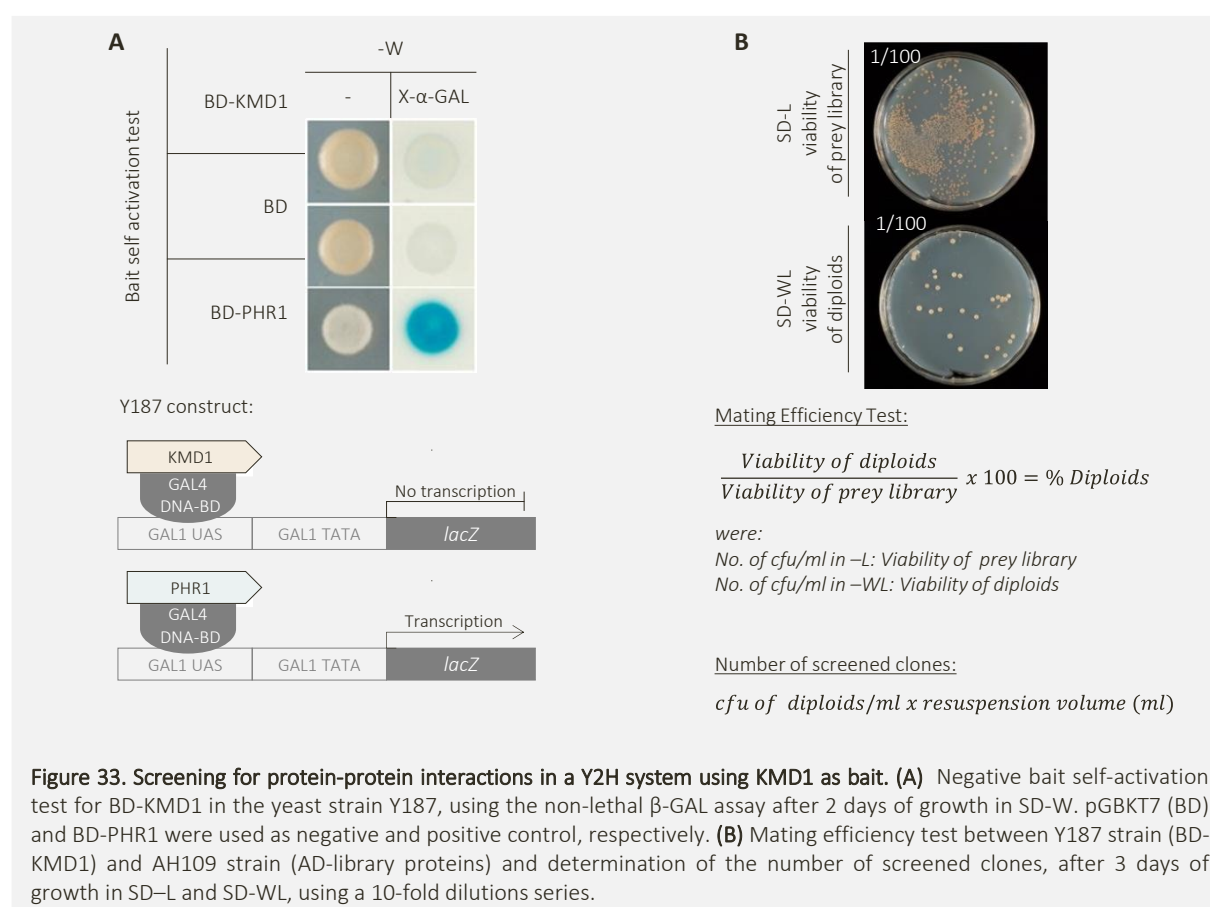 A
-W
-
X-α-GAL
Bait self activation test
BD-KMD1
BD
BD-PHR1
Y187 construct:
KMD1
GAL4
DNA-BD
No transcription
GAL1 UAS
GAL1 TATA
lacZ
PHR1
GAL4
DNA-BD
Transcription
GAL1 UAS
GAL1 TATA
lacZ
B
SD-L
viability
of prey library
1/100
SD-WL
viability
of diploids
1/100
Mating Efficiency Test:
Viability of diploids
Viability of prey library
x 100 = % Diploids
were:
No. of cfu/ml in –L: Viability of prey library
No. of cfu/ml in –WL: Viability of diploids
Number of screened clones:
cfu of diploids/ml x resuspension volume (ml)
Figure 33. Screening for protein-protein interactions in a Y2H system using KMD1 as bait. (A) Negative bait self-activation
test for BD-KMD1 in the yeast strain Y187, using the non-lethal β-GAL assay after 2 days of growth in SD-W. pGBKT7 (BD)
and BD-PHR1 were used as negative and positive control, respectively. (B) Mating efficiency test between Y187 strain (BD-
KMD1) and AH109 strain (AD-library proteins) and determination of the number of screened clones, after 3 days of
growth in SD–L and SD-WL, using a 10-fold dilutions series.